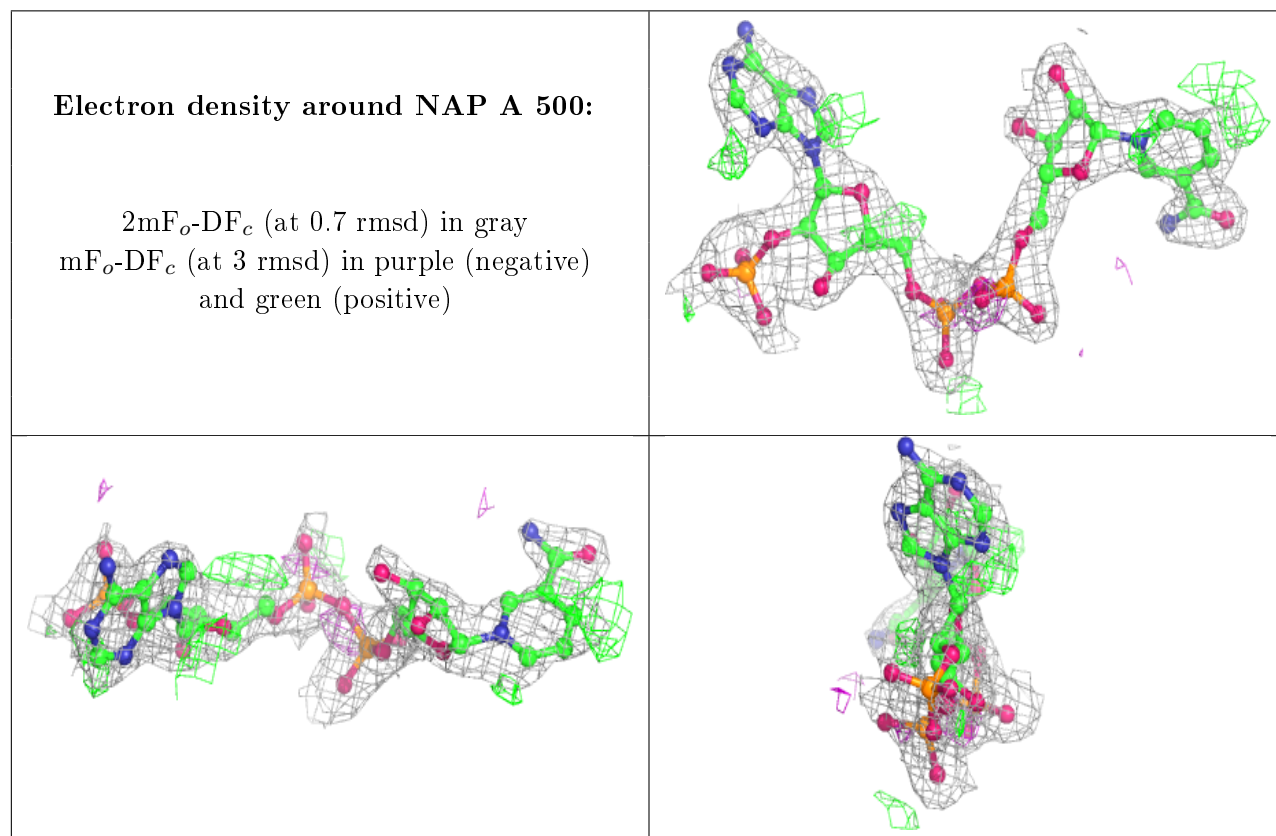 Electron density around NAP A 500:
2mFₒ-DF𝒸 (at 0.7 rmsd) in gray
mFₒ-DF𝒸 (at 3 rmsd) in purple (negative)
and green (positive)